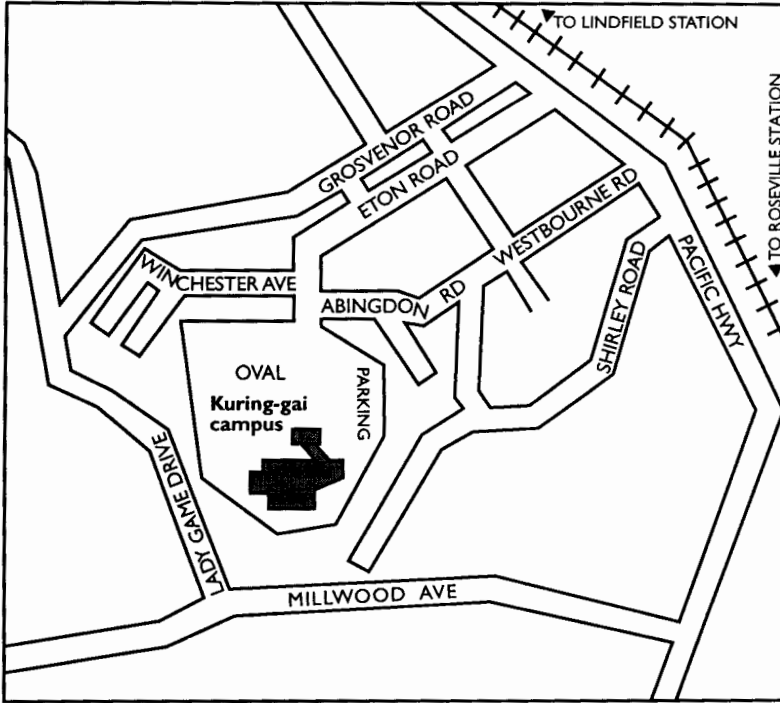 TO LINDFIELD STATION
TO ROSEVILLE STATION
GROSVENOR ROAD
ETON ROAD
WESTBOURNE RD
WINCHESTER AVE
ABINGDON RD
PACIFIC HWY
SHIRLEY ROAD
OVAL
PARKING
Kuring-gai
campus
LADY GAME DRIVE
MILLWOOD AVE